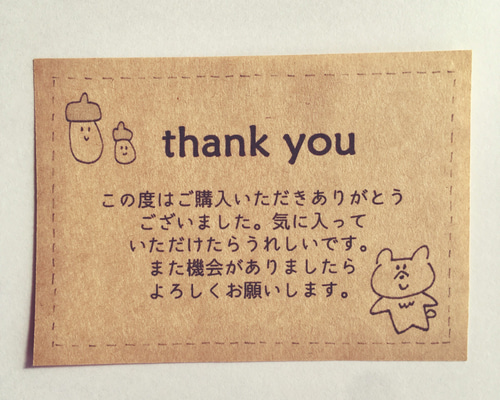 thank you
この度はご購入いただきありがとう
ございました。気に入って
いただけたらうれしいです。
また機会がありましたら
よろしくお願いします。